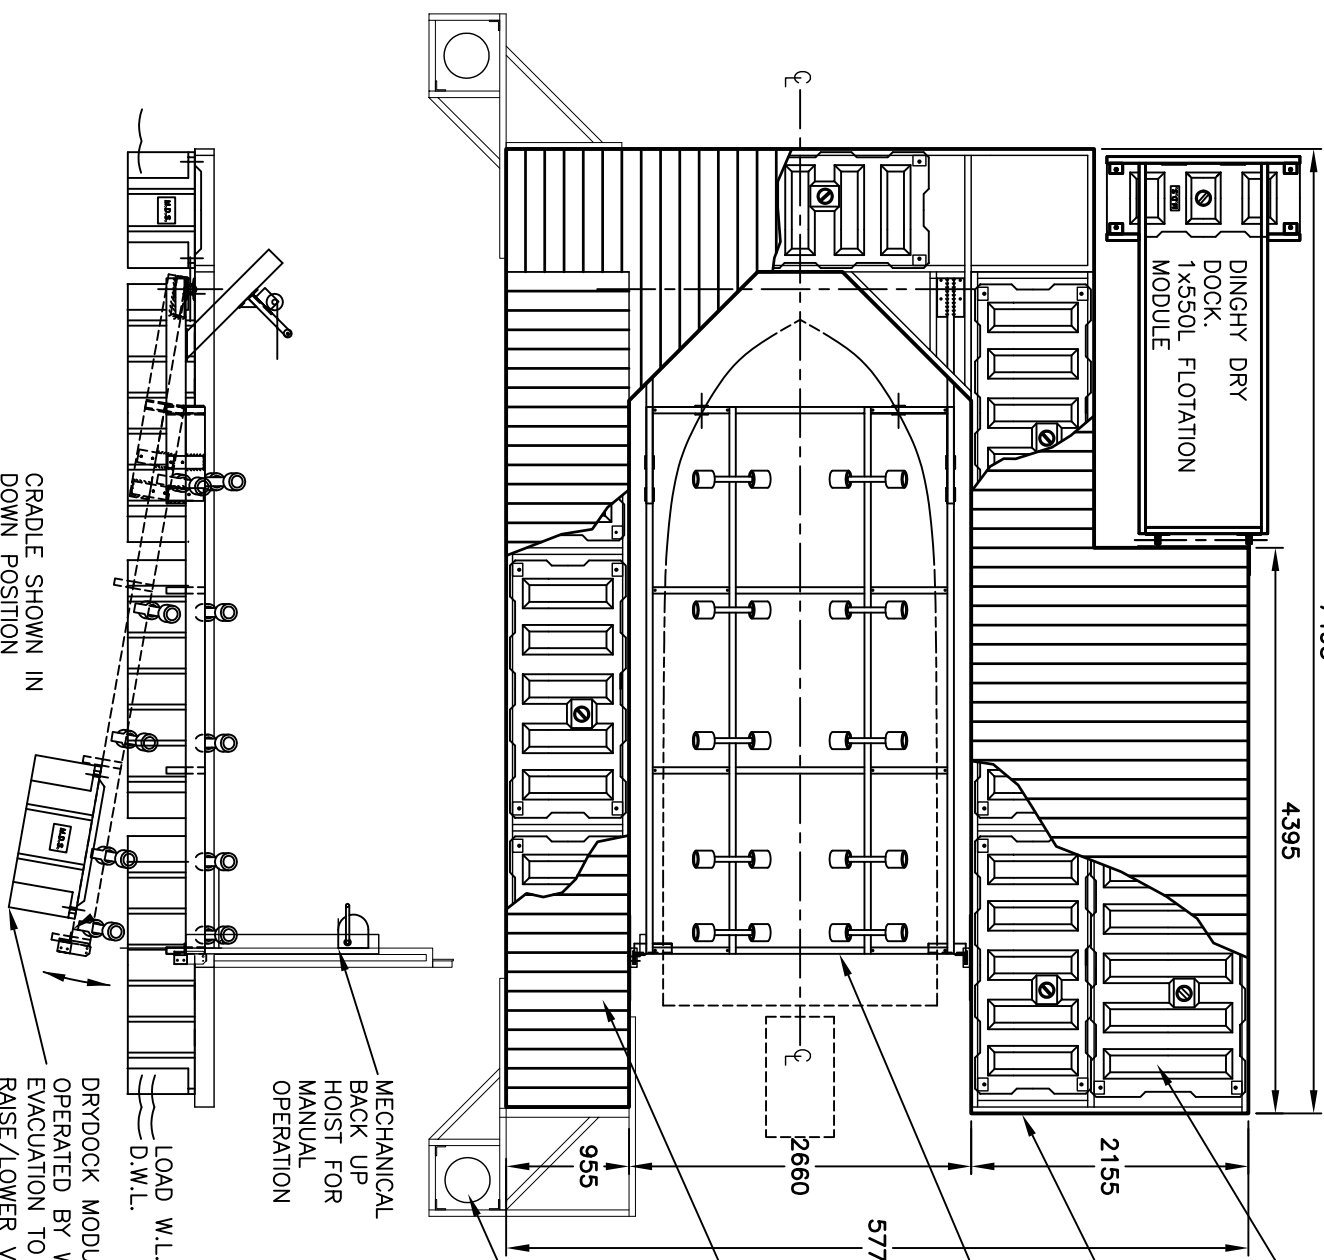 DINGHY DRY
DOCK.
1x550L FLOTATION
MODULE
4395
2155
2660
955
577
MECHANICAL
BACK UP
HOIST FOR
MANUAL
OPERATION
LOAD W.L.
D.W.L.
DRYDOCK MODU
OPERATED BY W
EVACUATION TO
RAISE/LOWER V
CRADLE SHOWN IN
DOWN POSITION
M.D.S.
M.D.S.
C
L
C
L